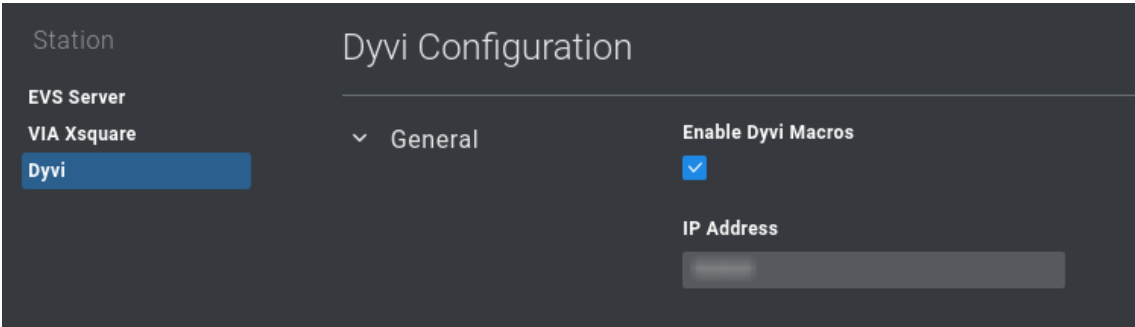 Station
EVS Server
VIA Xsquare
Dyvi
Dyvi Configuration
General
Enable Dyvi Macros
IP Address